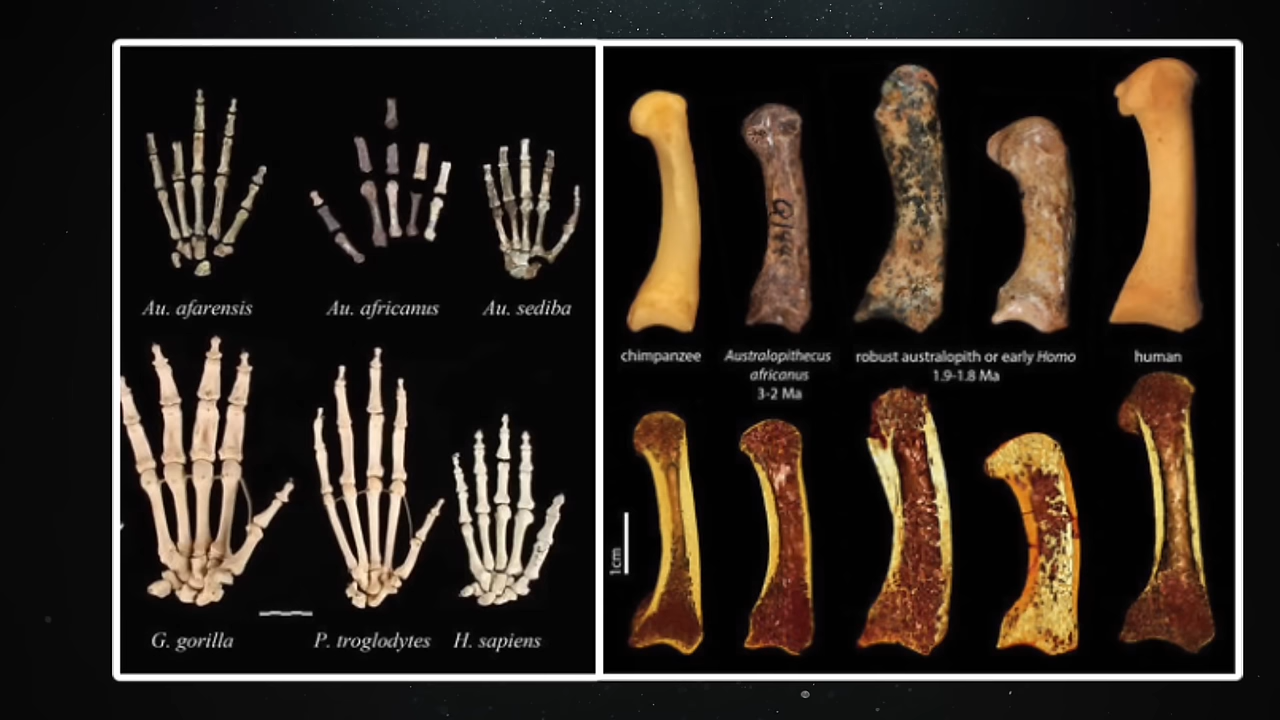 Au. afarensis
Au. africanus
Au. sediba
G. gorilla
P. troglodytes
H. sapiens
Q1444
chimpanzee
Australopithecus
africanus
3-2 Ma
robust australopith or early Homo
1.9-1.8 Ma
human
1cm